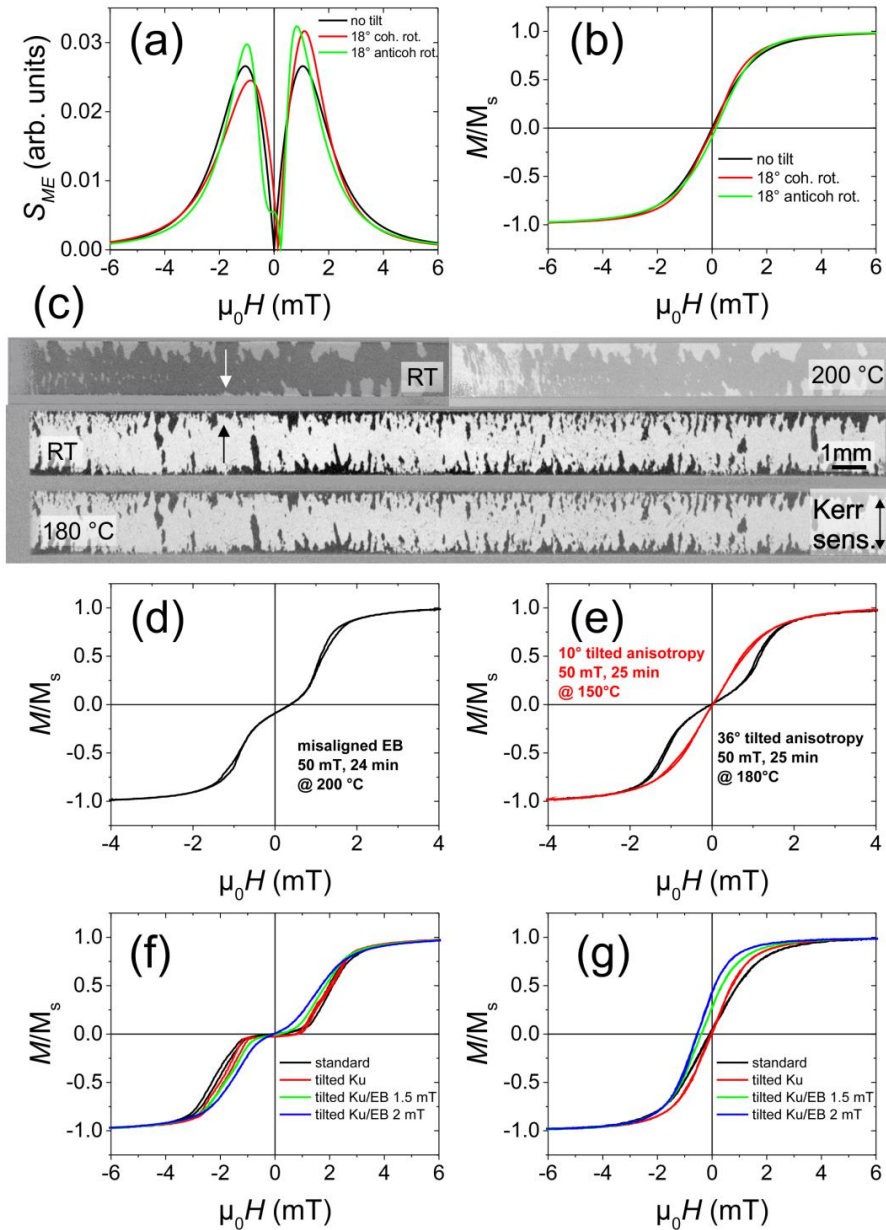 (a)
no tilt
18° coh. rot.
18° anticoh rot.
S_ME (arb. units)
0.03
0.02
0.01
0.00
-6 -4 -2 0 2 4 6
µ₀H (mT)
(b)
M/Mₛ
1.0
0.5
0.0
-0.5
-1.0
no tilt
18° coh. rot.
18° anticoh rot.
-6 -4 -2 0 2 4 6
µ₀H (mT)
(c)
RT
200 °C
RT
1mm
180 °C
Kerr
sens.
(d)
M/Mₛ
1.0
0.5
0.0
-0.5
-1.0
misaligned EB
50 mT, 24 min
@ 200 °C
-4 -2 0 2 4
µ₀H (mT)
(e)
M/Mₛ
1.0
0.5
0.0
-0.5
-1.0
10° tilted anisotropy
50 mT, 25 min
@ 150°C
36° tilted anisotropy
50 mT, 25 min
@ 180°C
-4 -2 0 2 4
µ₀H (mT)
(f)
M/Mₛ
1.0
0.5
0.0
-0.5
-1.0
standard
tilted Ku
tilted Ku/EB 1.5 mT
tilted Ku/EB 2 mT
-6 -4 -2 0 2 4 6
µ₀H (mT)
(g)
M/Mₛ
1.0
0.5
0.0
-0.5
-1.0
standard
tilted Ku
tilted Ku/EB 1.5 mT
tilted Ku/EB 2 mT
-6 -4 -2 0 2 4 6
µ₀H (mT)